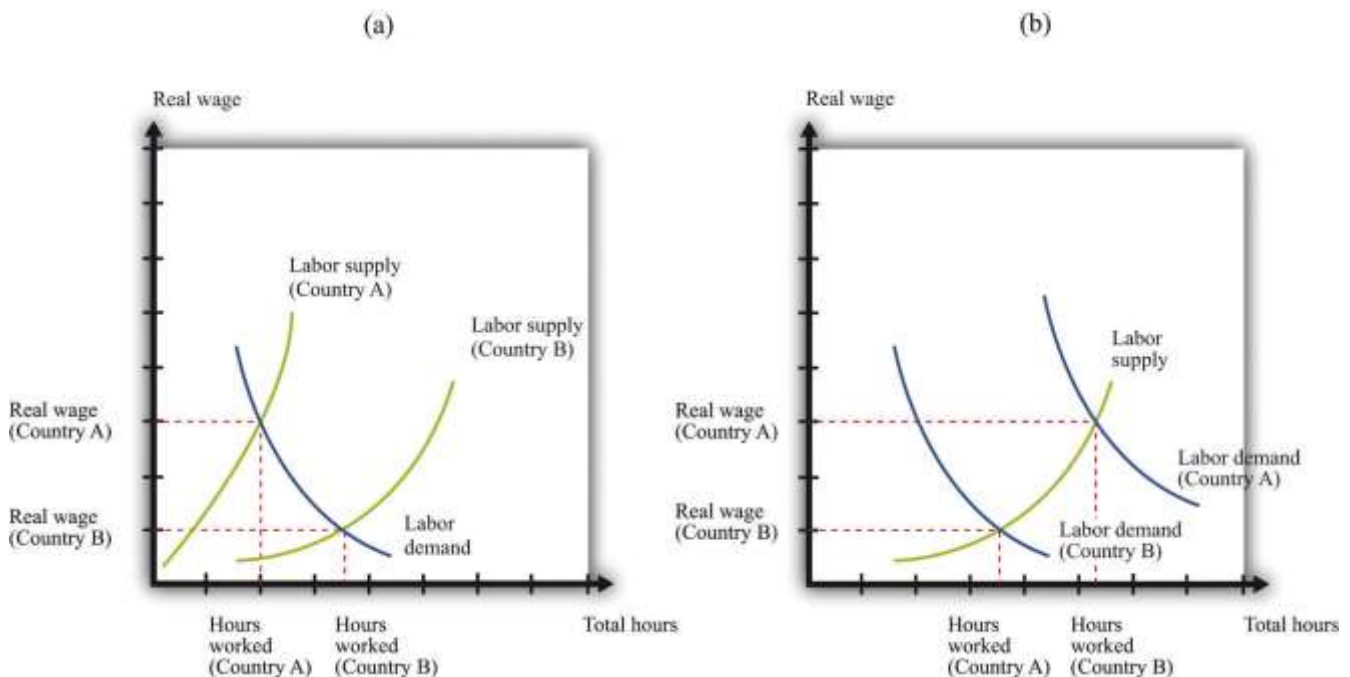 (a)
Real wage
Labor supply
(Country A)
Labor supply
(Country B)
Real wage
(Country A)
Real wage
(Country B)
Labor
demand
Hours
worked
(Country A)
Hours
worked
(Country B)
Total hours
(b)
Real wage
Labor
supply
Real wage
(Country A)
Labor demand
(Country A)
Real wage
(Country B)
Labor demand
(Country B)
Hours
worked
(Country A)
Hours
worked
(Country B)
Total hours